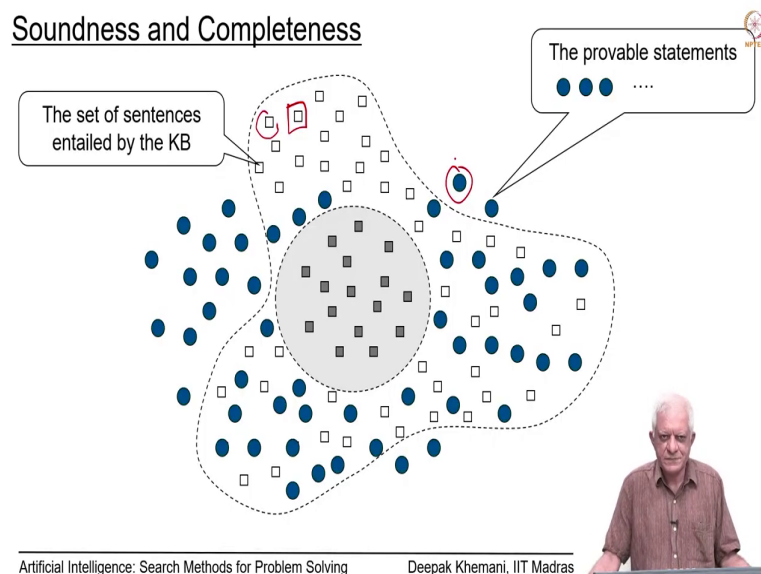 Soundness and Completeness
The provable statements
....
NPTEL
The set of sentences
entailed by the KB
Artificial Intelligence: Search Methods for Problem Solving
Deepak Khemani, IIT Madras